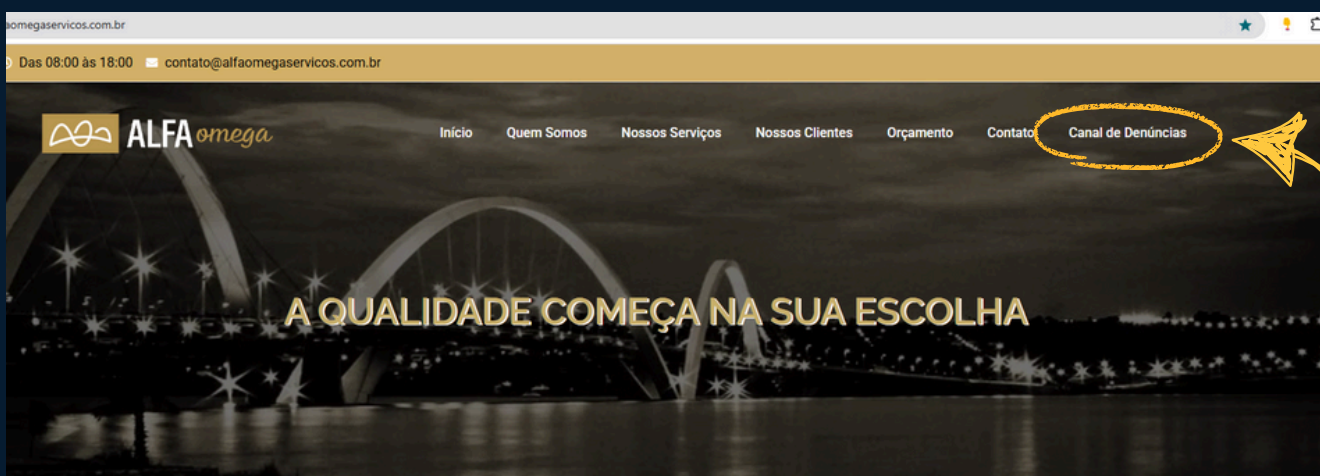 aomegaservicos.com.br
Das 08:00 às 18:00 contato@alfaomegaservicos.com.br
ALFA omega Início Quem Somos Nossos Serviços Nossos Clientes Orçamento Contato Canal de Denúncias
A QUALIDADE COMEÇA NA SUA ESCOLHA